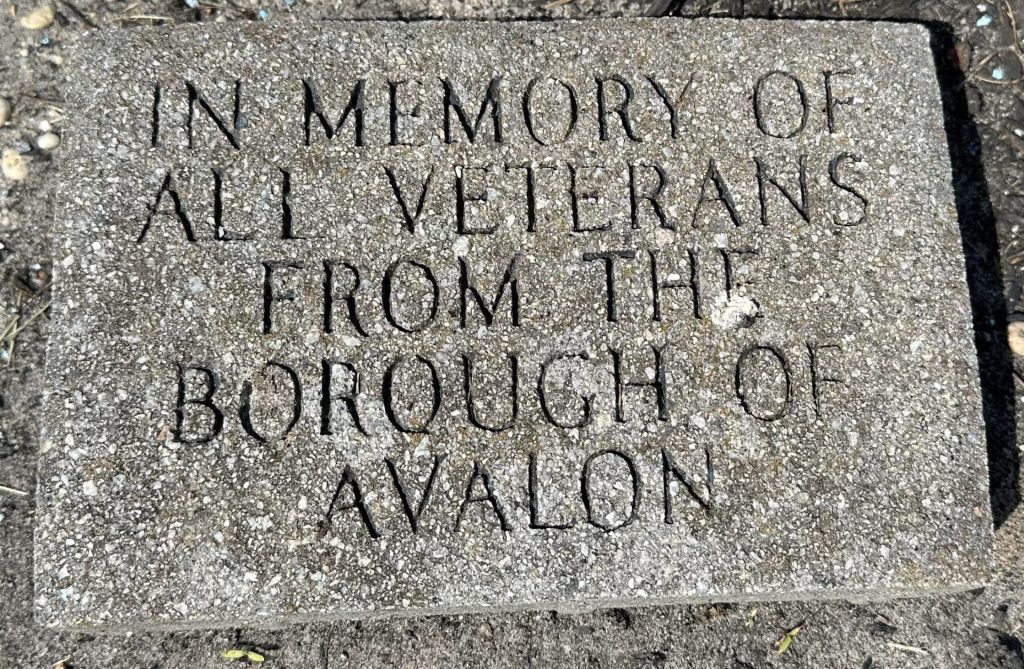 IN MEMORY OF
ALL VETERANS
FROM THE
BOROUGH OF
AVALON